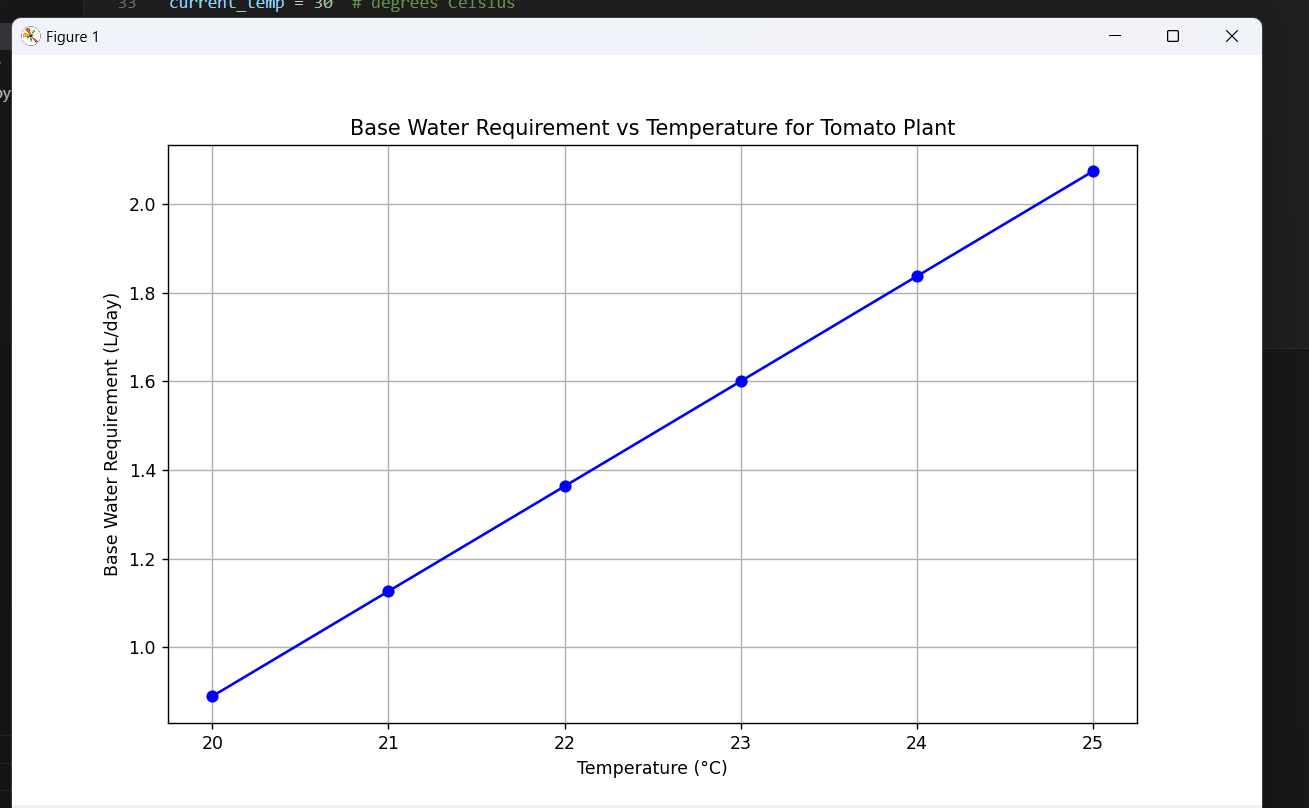 33 current_temp = 30 # degrees Celsius
Figure 1
py
Base Water Requirement vs Temperature for Tomato Plant
Base Water Requirement (L/day)
2.0
1.8
1.6
1.4
1.2
1.0
20 21 22 23 24 25
Temperature (°C)